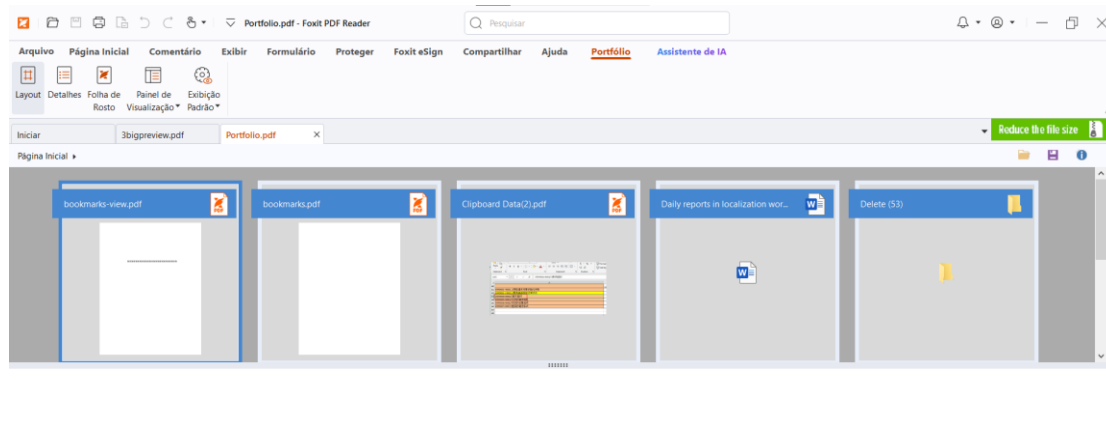 Portfolio.pdf - Foxit PDF Reader
Pesquisar
Arquivo Página Inicial Comentário Exibir Formulário Proteger Foxit eSign Compartilhar Ajuda Portfólio Assistente de IA
Layout Detalhes Folha de Rosto Painel de Visualização Exibição Padrão
Iniciar 3bigpreview.pdf Portfolio.pdf
Reduce the file size
Página Inicial
bookmarks-view.pdf bookmarks.pdf Clipboard Data(2).pdf Daily reports in localization wor... Delete (53)
PDF PDF PDF